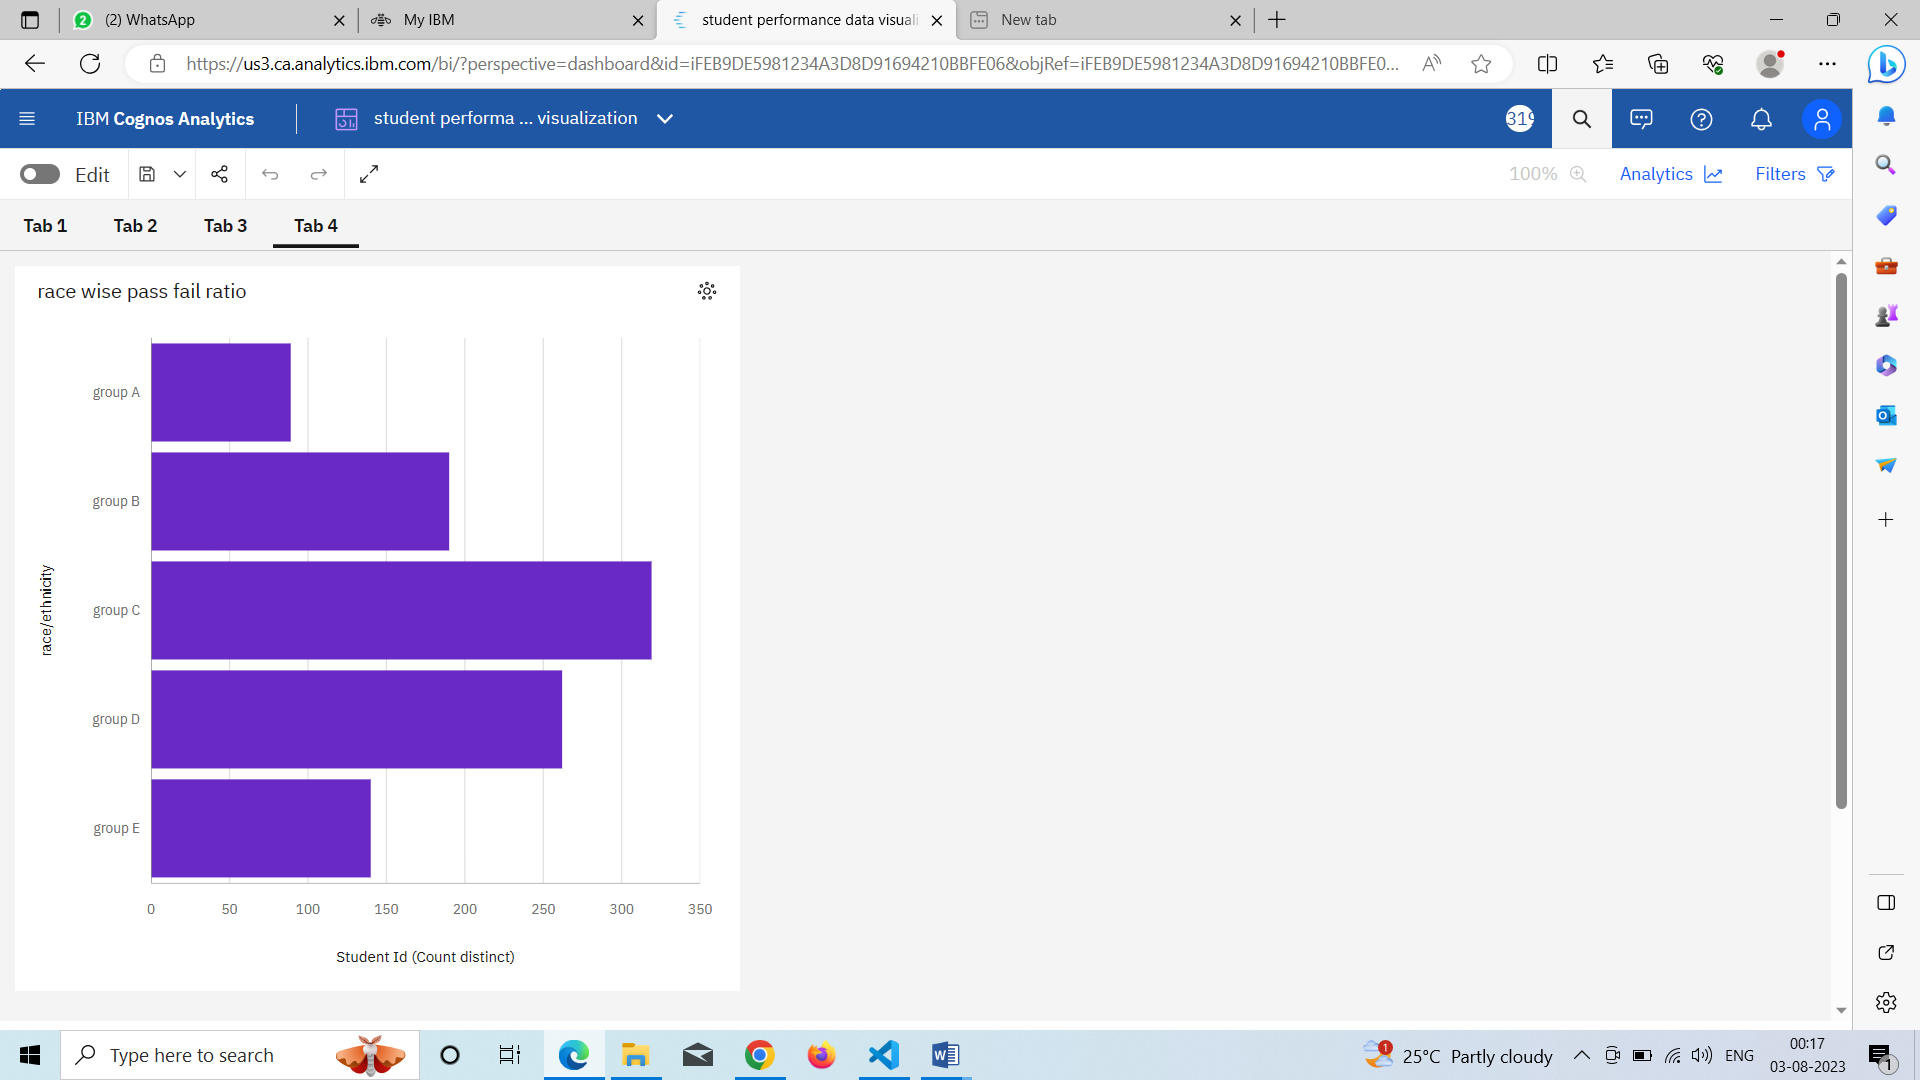 (2) WhatsApp
My IBM
student performance data visuali
New tab
https://us3.ca.analytics.ibm.com/bi/?perspective=dashboard&id=iFEB9DE5981234A3D8D91694210BBFE06&objRef=iFEB9DE5981234A3D8D91694210BBFE0...
IBM Cognos Analytics
student performa ... visualization
319
Edit
100%
Analytics
Filters
Tab 1
Tab 2
Tab 3
Tab 4
race wise pass fail ratio
group A
group B
group C
group D
group E
race/ethnicity
0 50 100 150 200 250 300 350
Student Id (Count distinct)
Type here to search
1
25°C Partly cloudy
ENG
00:17
03-08-2023
1